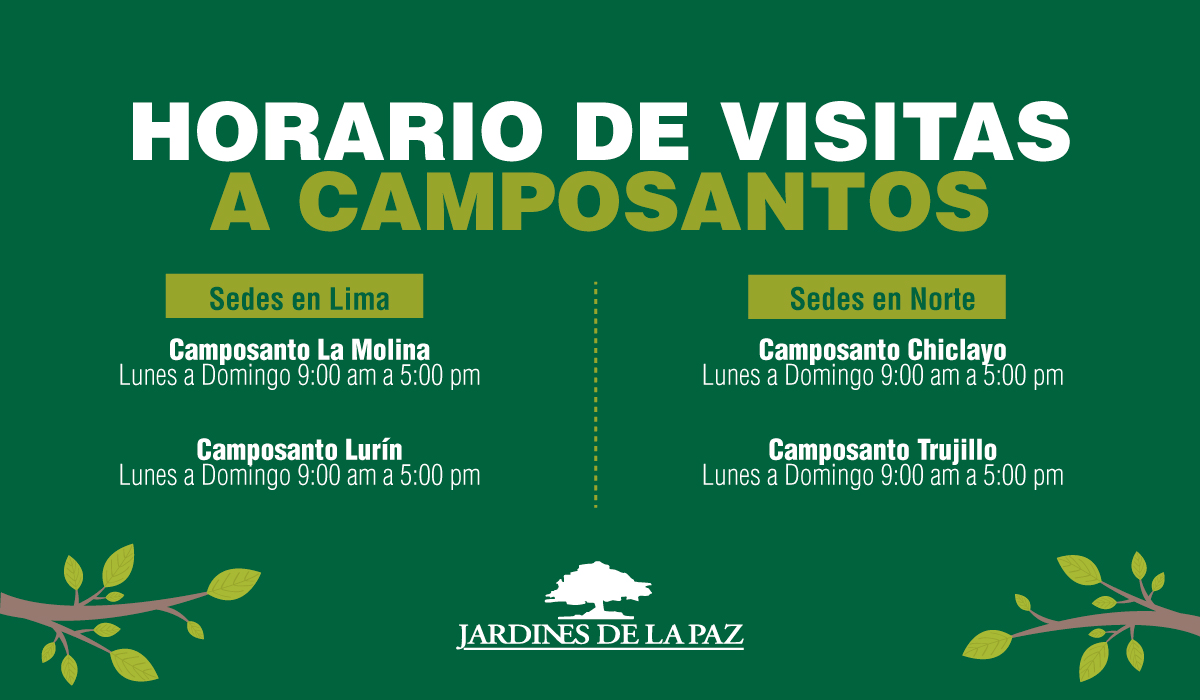 HORARIO DE VISITAS
A CAMPOSANTOS
Sedes en Lima
Camposanto La Molina
Lunes a Domingo 9:00 am a 5:00 pm
Camposanto Lurín
Lunes a Domingo 9:00 am a 5:00 pm
Sedes en Norte
Camposanto Chiclayo
Lunes a Domingo 9:00 am a 5:00 pm
Camposanto Trujillo
Lunes a Domingo 9:00 am a 5:00 pm
JARDINES DE LA PAZ